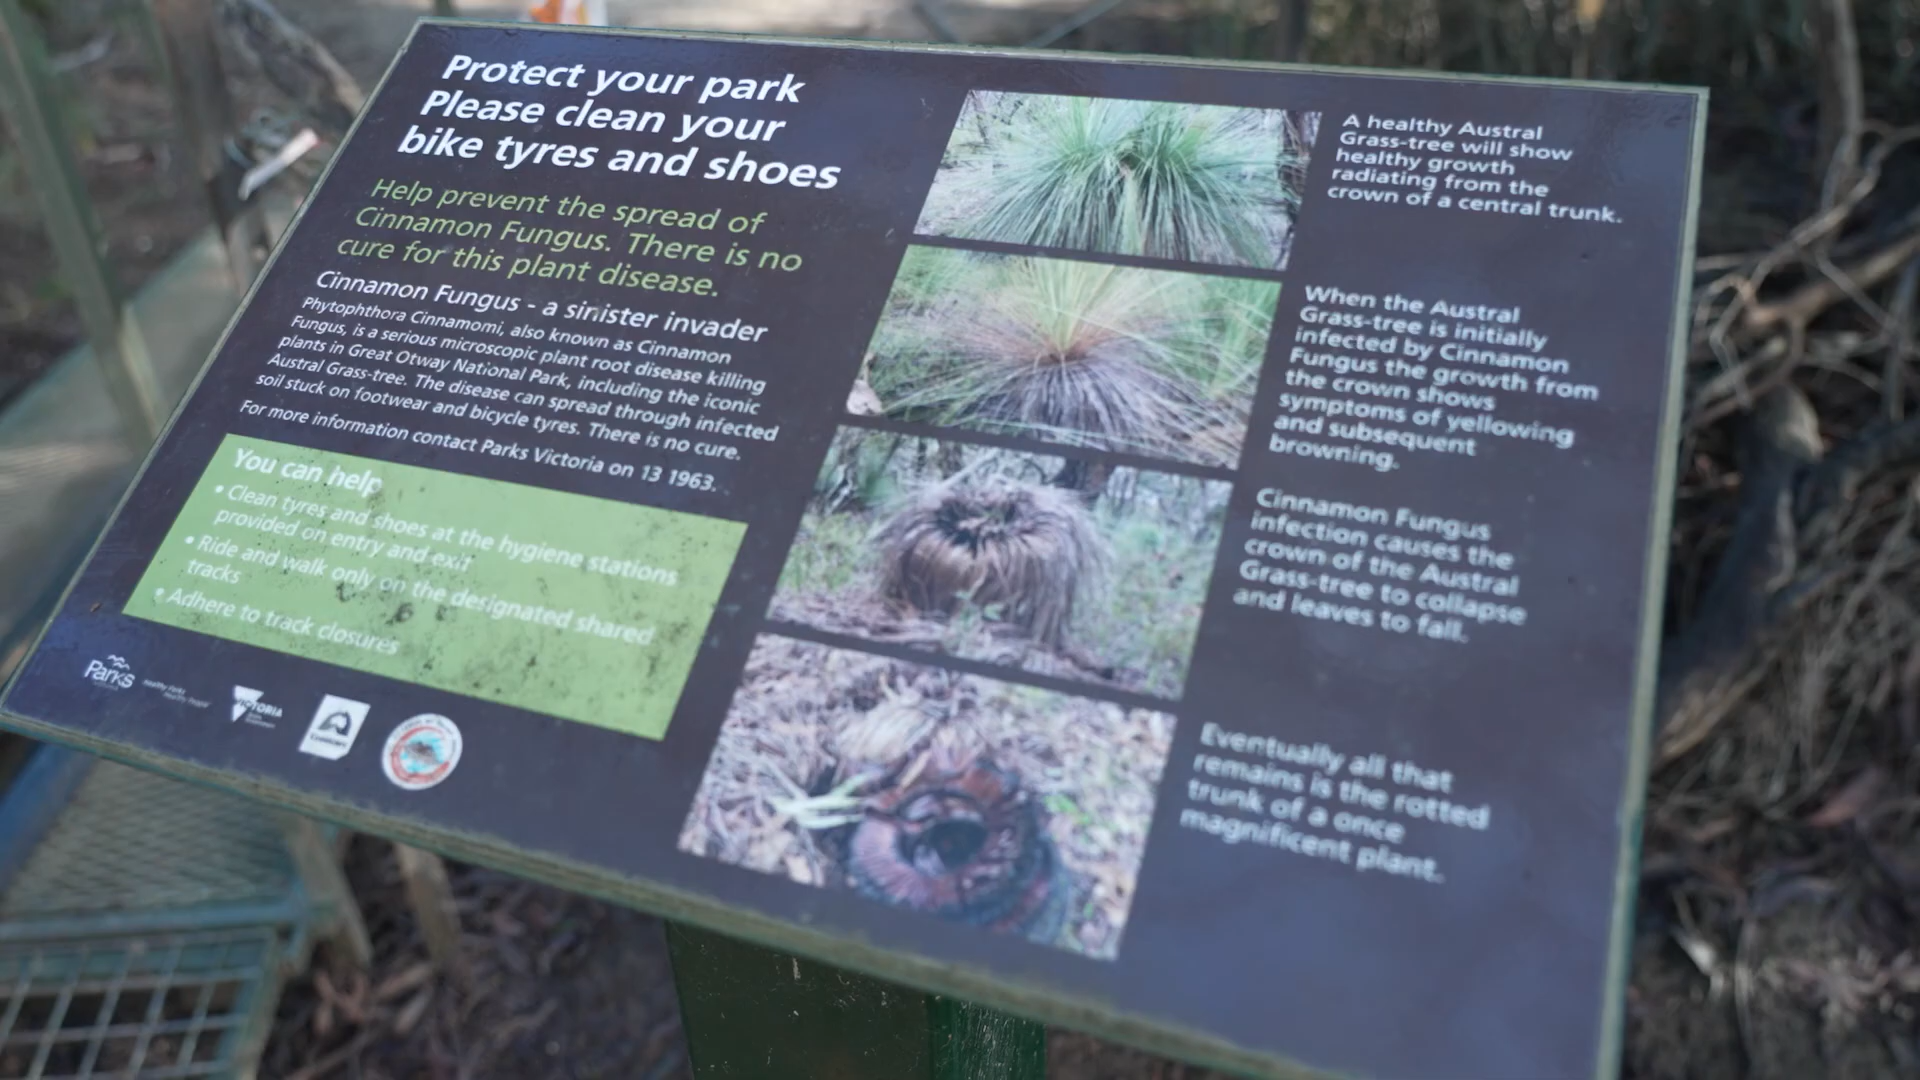 Protect your park
Please clean your
bike tyres and shoes
Help prevent the spread of
Cinnamon Fungus. There is no
cure for this plant disease.
Cinnamon Fungus - a sinister invader
Phytophthora Cinnamomi, also known as Cinnamon
Fungus, is a serious microscopic plant root disease killing
plants in Great Otway National Park, including the iconic
Austral Grass-tree. The disease can spread through infected
soil stuck on footwear and bicycle tyres. There is no cure.
For more information contact Parks Victoria on 13 1963.
You can help
• Clean tyres and shoes at the hygiene stations
provided on entry and exit
• Ride and walk only on the designated shared
tracks
• Adhere to track closures
Parks
VICTORIA
A healthy Austral
Grass-tree will show
healthy growth
radiating from the
crown of a central trunk.
When the Austral
Grass-tree is initially
infected by Cinnamon
Fungus the growth from
the crown shows
symptoms of yellowing
and subsequent
browning.
Cinnamon Fungus
infection causes the
crown of the Austral
Grass-tree to collapse
and leaves to fall.
Eventually all that
remains is the rotted
trunk of a once
magnificent plant.